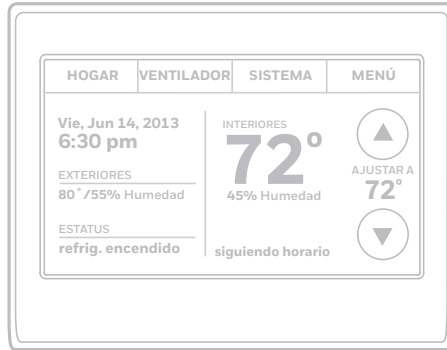 HOGAR VENTILADOR SISTEMA MENÚ
Vie, Jun 14, 2013
6:30 pm
EXTERIORES
80°/55% Humedad
ESTATUS
refrig. encendido
INTERIORES
72°
45% Humedad
siguiendo horario
AJUSTAR A
72°